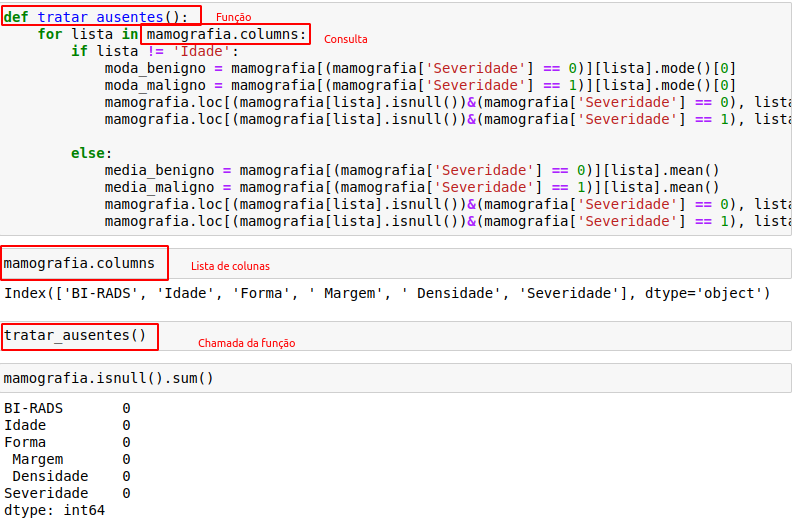 def tratar_ausentes(): Função
for lista in mamografia.columns: Consulta
if lista != 'Idade':
moda_benigno = mamografia[(mamografia['Severidade'] == 0)][lista].mode()[0]
moda_maligno = mamografia[(mamografia['Severidade'] == 1)][lista].mode()[0]
mamografia.loc[(mamografia[lista].isnull())&(mamografia['Severidade'] == 0), lista
mamografia.loc[(mamografia[lista].isnull())&(mamografia['Severidade'] == 1), lista
else:
media_benigno = mamografia[(mamografia['Severidade'] == 0)][lista].mean()
media_maligno = mamografia[(mamografia['Severidade'] == 1)][lista].mean()
mamografia.loc[(mamografia[lista].isnull())&(mamografia['Severidade'] == 0), lista
mamografia.loc[(mamografia[lista].isnull())&(mamografia['Severidade'] == 1), lista
mamografia.columns Lista de colunas
Index(['BI-RADS', 'Idade', 'Forma', ' Margem', ' Densidade', 'Severidade'], dtype='object')
tratar_ausentes() Chamada da função
mamografia.isnull().sum()
BI-RADS 0
Idade 0
Forma 0
Margem 0
Densidade 0
Severidade 0
dtype: int64